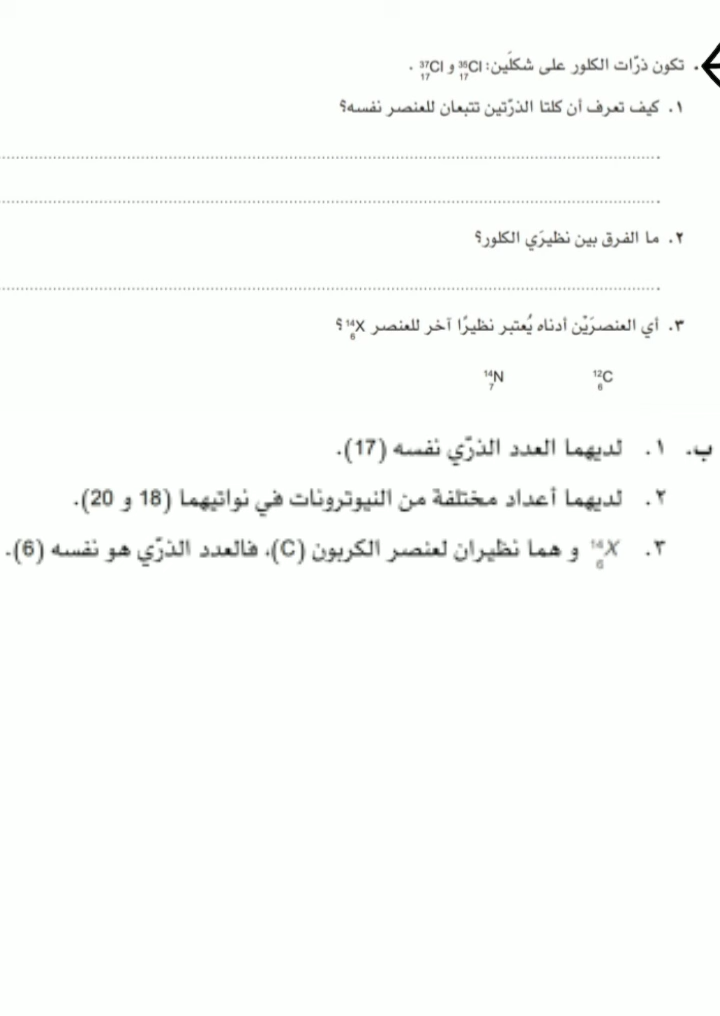 . تكون ذرّات الكلور على شكلَين: ³⁵₁₇Cl و ³⁷₁₇Cl .
١. كيف تعرف أن كلتا الذرّتين تتبعان للعنصر نفسه؟
٢. ما الفرق بين نظيرَي الكلور؟
٣. أي العنصرَيْن أدناه يُعتبر نظيرًا آخر للعنصر ¹⁴₆X ؟
¹²₆C ¹⁴₇N
ب. ١. لديهما العدد الذرّي نفسه (17).
٢. لديهما أعداد مختلفة من النيوترونات في نواتيهما (18 و 20).
٣. ¹⁴₆X و هما نظيران لعنصر الكربون (C)، فالعدد الذرّي هو نفسه (6).